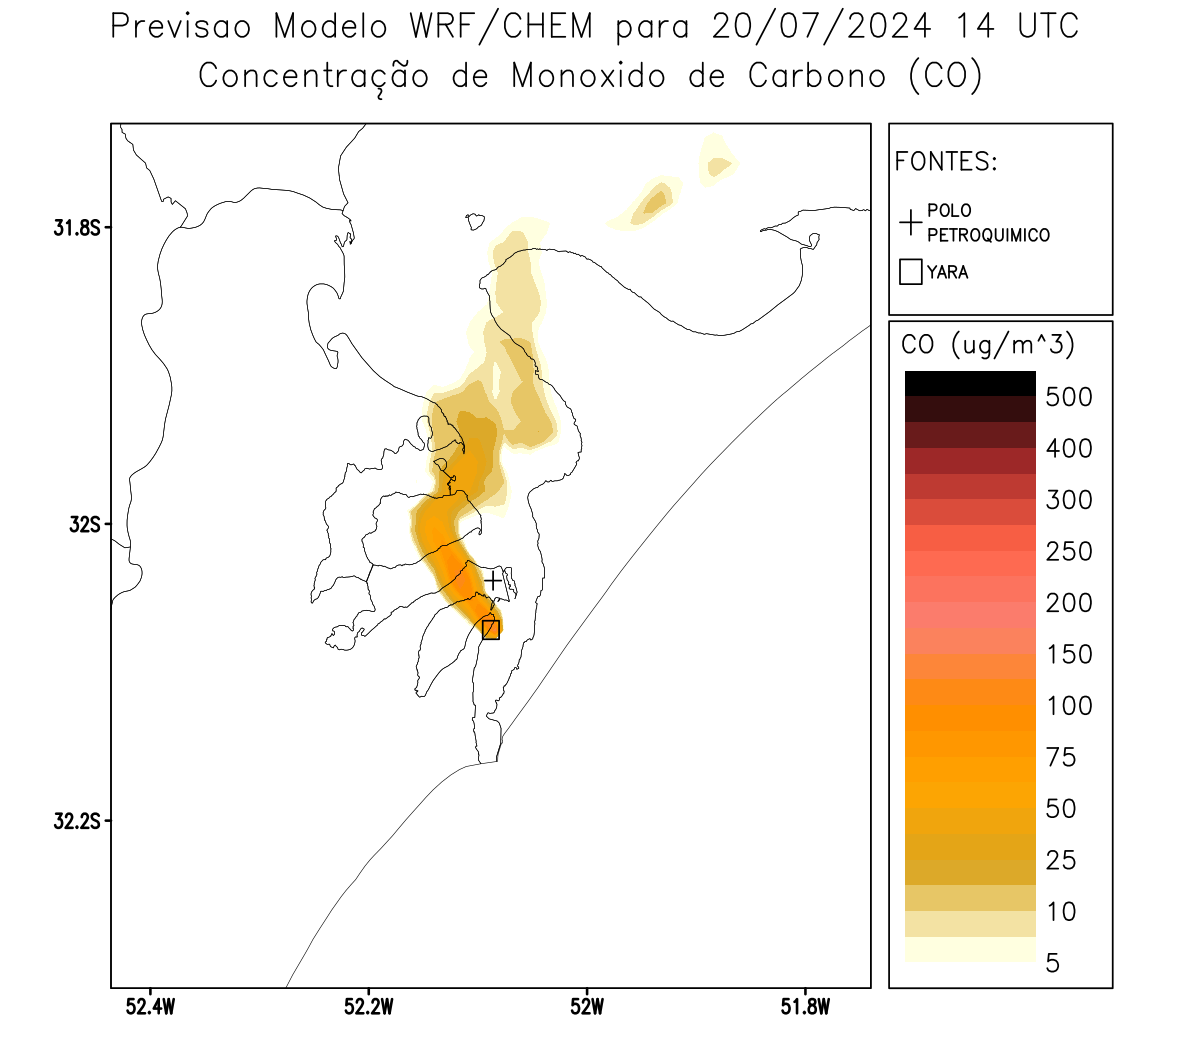 Previsao Modelo WRF/CHEM para 20/07/2024 14 UTC
Concentração de Monoxido de Carbono (CO)
FONTES:
POLO
PETROQUIMICO
YARA
CO (ug/m^3)
500
400
300
250
200
150
100
75
50
25
10
5
31.8S
32S
32.2S
52.4W
52.2W
52W
51.8W